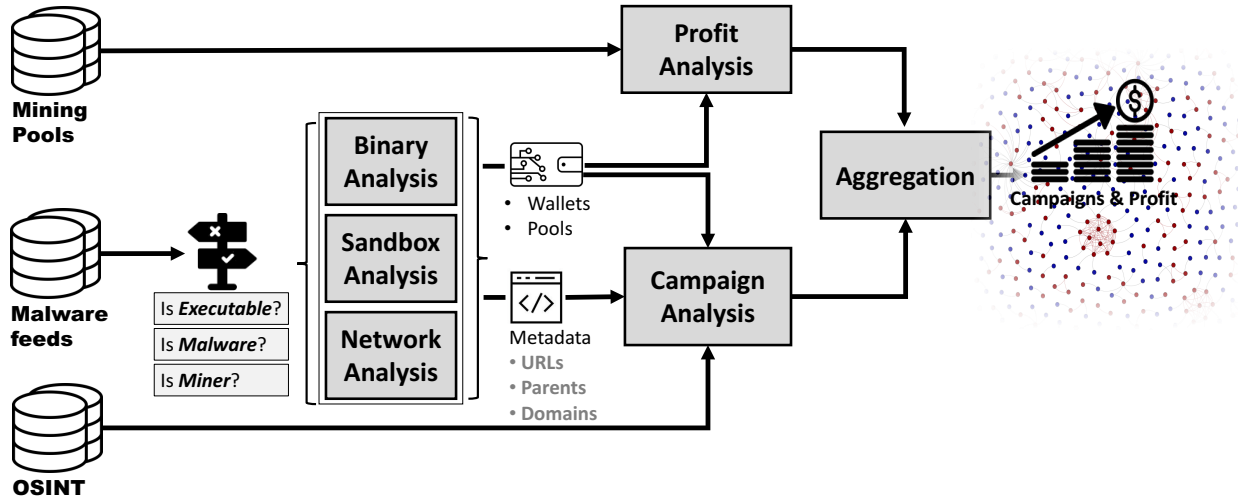 Mining
Pools
Profit
Analysis
Binary
Analysis
Sandbox
Analysis
Network
Analysis
• Wallets
• Pools
Aggregation
$
Campaigns & Profit
Malware
feeds
Is Executable?
Is Malware?
Is Miner?
</>
Metadata
• URLs
• Parents
• Domains
Campaign
Analysis
OSINT